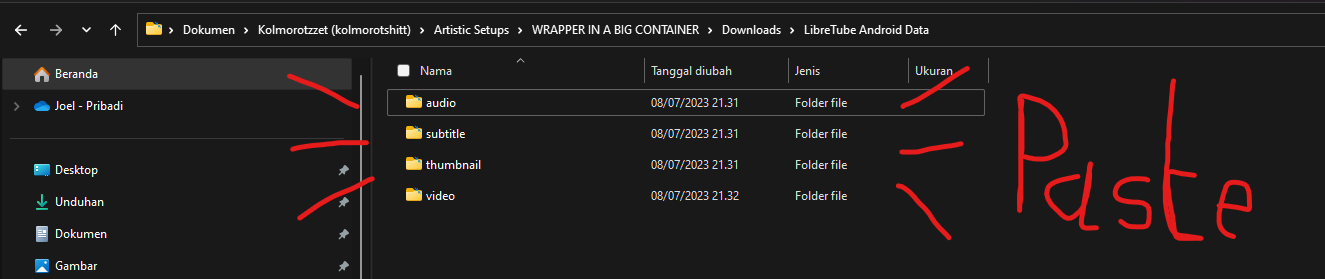 Dokumen > Kolmorotzzet (kolmorotshitt) > Artistic Setups > WRAPPER IN A BIG CONTAINER > Downloads > LibreTube Android Data
Beranda
Joel - Pribadi
Desktop
Unduhan
Dokumen
Gambar
Nama Tanggal diubah Jenis Ukuran
audio 08/07/2023 21.31 Folder file
subtitle 08/07/2023 21.31 Folder file
thumbnail 08/07/2023 21.31 Folder file
video 08/07/2023 21.32 Folder file
Paste